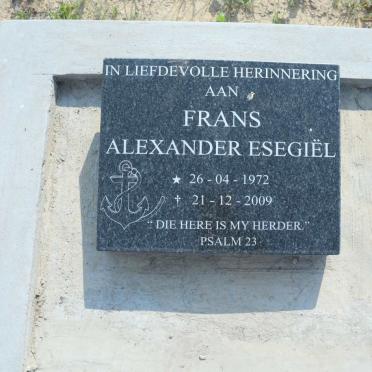 IN LIEFDEVOLLE HERINNERING
AAN
FRANS
ALEXANDER ESEGIËL
★ 26 - 04 - 1972
† 21 - 12 - 2009
“ DIE HERE IS MY HERDER.”
PSALM 23